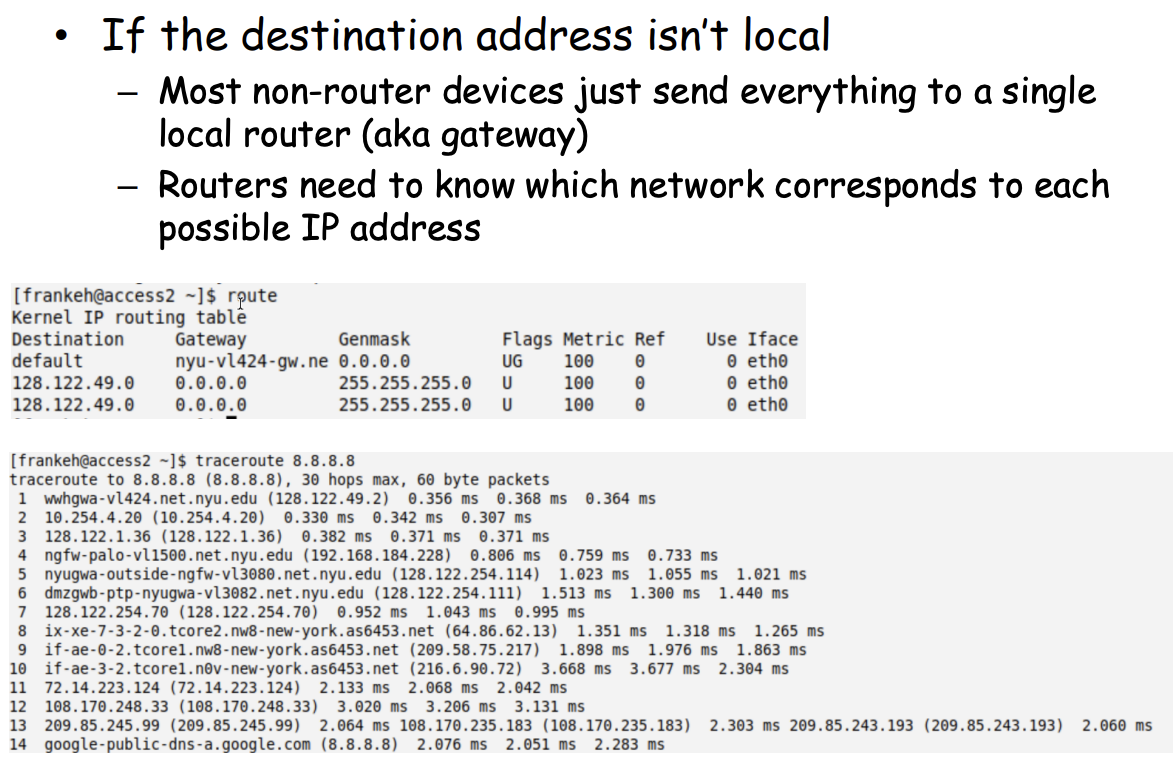 • If the destination address isn't local
– Most non-router devices just send everything to a single
local router (aka gateway)
– Routers need to know which network corresponds to each
possible IP address
[frankeh@access2 ~]$ route
Kernel IP routing table
Destination     Gateway         Genmask         Flags Metric Ref    Use Iface
default         nyu-vl424-gw.ne 0.0.0.0         UG    100    0        0 eth0
128.122.49.0    0.0.0.0         255.255.255.0   U     100    0        0 eth0
128.122.49.0    0.0.0.0         255.255.255.0   U     100    0        0 eth0
[frankeh@access2 ~]$ traceroute 8.8.8.8
traceroute to 8.8.8.8 (8.8.8.8), 30 hops max, 60 byte packets
1  wwhgwa-vl424.net.nyu.edu (128.122.49.2)  0.356 ms  0.368 ms  0.364 ms
2  10.254.4.20 (10.254.4.20)  0.330 ms  0.342 ms  0.307 ms
3  128.122.1.36 (128.122.1.36)  0.382 ms  0.371 ms  0.371 ms
4  ngfw-palo-vl1500.net.nyu.edu (192.168.184.228)  0.806 ms  0.759 ms  0.733 ms
5  nyugwa-outside-ngfw-vl3080.net.nyu.edu (128.122.254.114)  1.023 ms  1.055 ms  1.021 ms
6  dmzgwb-ptp-nyugwa-vl3082.net.nyu.edu (128.122.254.111)  1.513 ms  1.300 ms  1.440 ms
7  128.122.254.70 (128.122.254.70)  0.952 ms  1.043 ms  0.995 ms
8  ix-xe-7-3-2-0.tcore2.nw8-new-york.as6453.net (64.86.62.13)  1.351 ms  1.318 ms  1.265 ms
9  if-ae-0-2.tcore1.nw8-new-york.as6453.net (209.58.75.217)  1.898 ms  1.976 ms  1.863 ms
10  if-ae-3-2.tcore1.n0v-new-york.as6453.net (216.6.90.72)  3.668 ms  3.677 ms  2.304 ms
11  72.14.223.124 (72.14.223.124)  2.133 ms  2.068 ms  2.042 ms
12  108.170.248.33 (108.170.248.33)  3.020 ms  3.206 ms  3.131 ms
13  209.85.245.99 (209.85.245.99)  2.064 ms 108.170.235.183 (108.170.235.183)  2.303 ms 209.85.243.193 (209.85.243.193)  2.060 ms
14  google-public-dns-a.google.com (8.8.8.8)  2.076 ms  2.051 ms  2.283 ms